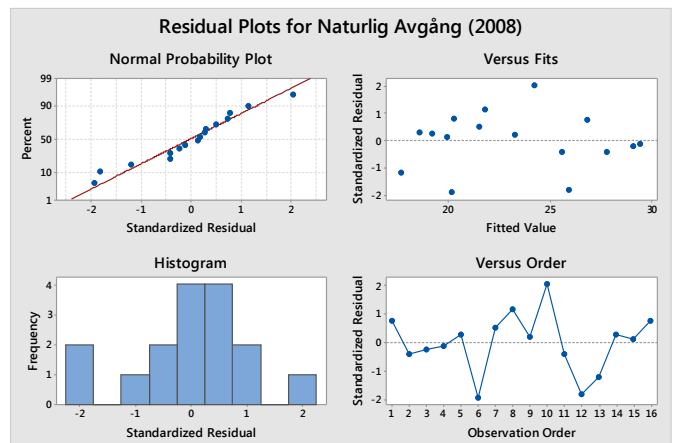 Residual Plots for Naturlig Avgång (2008)
Normal Probability Plot
99
90
50
10
1
Percent
-2 -1 0 1 2
Standardized Residual
Versus Fits
2
1
0
-1
-2
Standardized Residual
20 25 30
Fitted Value
Histogram
4
3
2
1
0
Frequency
-2 -1 0 1 2
Standardized Residual
Versus Order
2
1
0
-1
-2
Standardized Residual
1 2 3 4 5 6 7 8 9 10 11 12 13 14 15 16
Observation Order